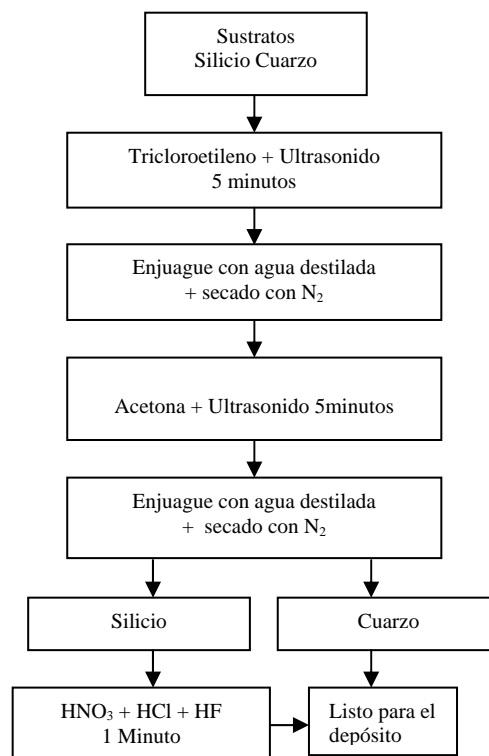 Sustratos
Silicio Cuarzo
Tricloroetileno + Ultrasonido
5 minutos
Enjuague con agua destilada
+ secado con N₂
Acetona + Ultrasonido 5minutos
Enjuague con agua destilada
+ secado con N₂
Silicio
Cuarzo
HNO₃ + HCl + HF
1 Minuto
Listo para el
depósito